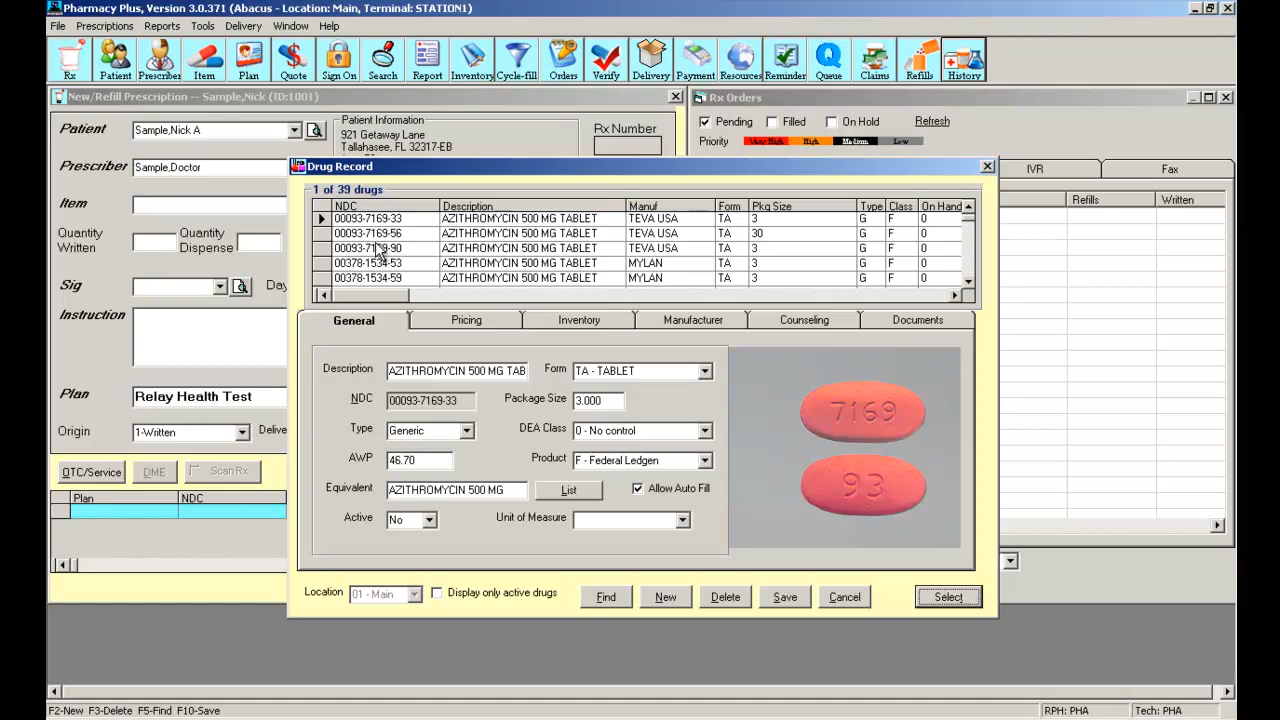 Pharmacy Plus, Version 3.0.371 (Abacus - Location: Main, Terminal: STATION1)
File Prescriptions Reports Tools Delivery Window Help
Rx Patient Prescriber Item Plan Quote Sign On Search Report Inventory Cycle-fill Orders Verify Delivery Payment Resources Reminder Queue Claims Refills History
New/Refill Prescription -- Sample,Nick (ID:1001)
Patient Sample,Nick A
Patient Information
921 Getaway Lane
Tallahasee, FL 32317-EB
Rx Number
Prescriber Sample,Doctor
Item
Quantity Written Quantity Dispense
Sig
Instruction
Plan Relay Health Test
Origin 1-Written
OTC/Service DME Scan Rx
Plan NDC
Rx Orders
Pending Filled On Hold Refresh
Priority Very High High Medium Low
IVR Fax
Refills Written
Drug Record
1 of 39 drugs
NDC Description Manuf Form Pkg Size Type Class On Hand
00093-7169-33 AZITHROMYCIN 500 MG TABLET TEVA USA TA 3 G F 0
00093-7169-56 AZITHROMYCIN 500 MG TABLET TEVA USA TA 30 G F 0
AZITHROMYCIN 500 MG TABLET TEVA USA TA 3 G F 0
00378-1534-53 AZITHROMYCIN 500 MG TABLET MYLAN TA 3 G F 0
00378-1534-59 AZITHROMYCIN 500 MG TABLET MYLAN TA 3 G F 0
General Pricing Inventory Manufacturer Counseling Documents
Description AZITHROMYCIN 500 MG TAB Form TA - TABLET
NDC 00093-7169-33 Package Size 3.000
Type Generic DEA Class 0 - No control
AWP 46.70 Product F - Federal Ledgen
Equivalent AZITHROMYCIN 500 MG List Allow Auto Fill
Active No Unit of Measure
7169
93
Location 01 - Main Display only active drugs Find New Delete Save Cancel Select
F2-New F3-Delete F5-Find F10-Save
RPH: PHA Tech: PHA